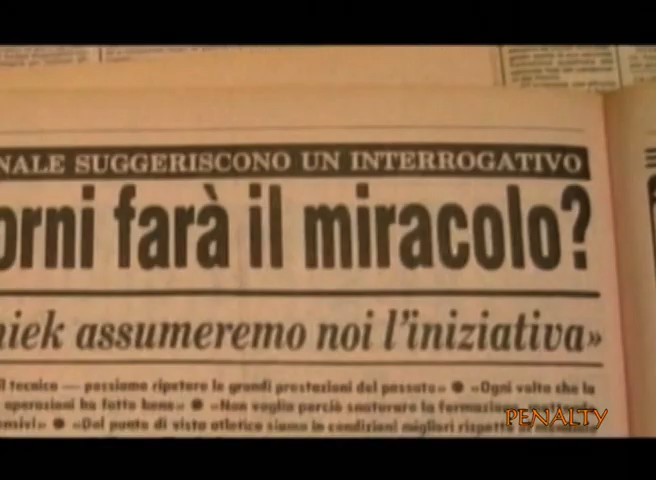 NALE SUGGERISCONO UN INTERROGATIVO
orni farà il miracolo?
niek assumeremo noi l'iniziativa»
il tecnico — possiamo ripetere le grandi prestazioni del passato» ● «Ogni volta che la
operazioni ha fatto bene» ● «Non voglio perciò snaturare la formazione
ensivi» ● «Dal punto di vista atletico siamo in condizioni migliori rispetto
PENALTY